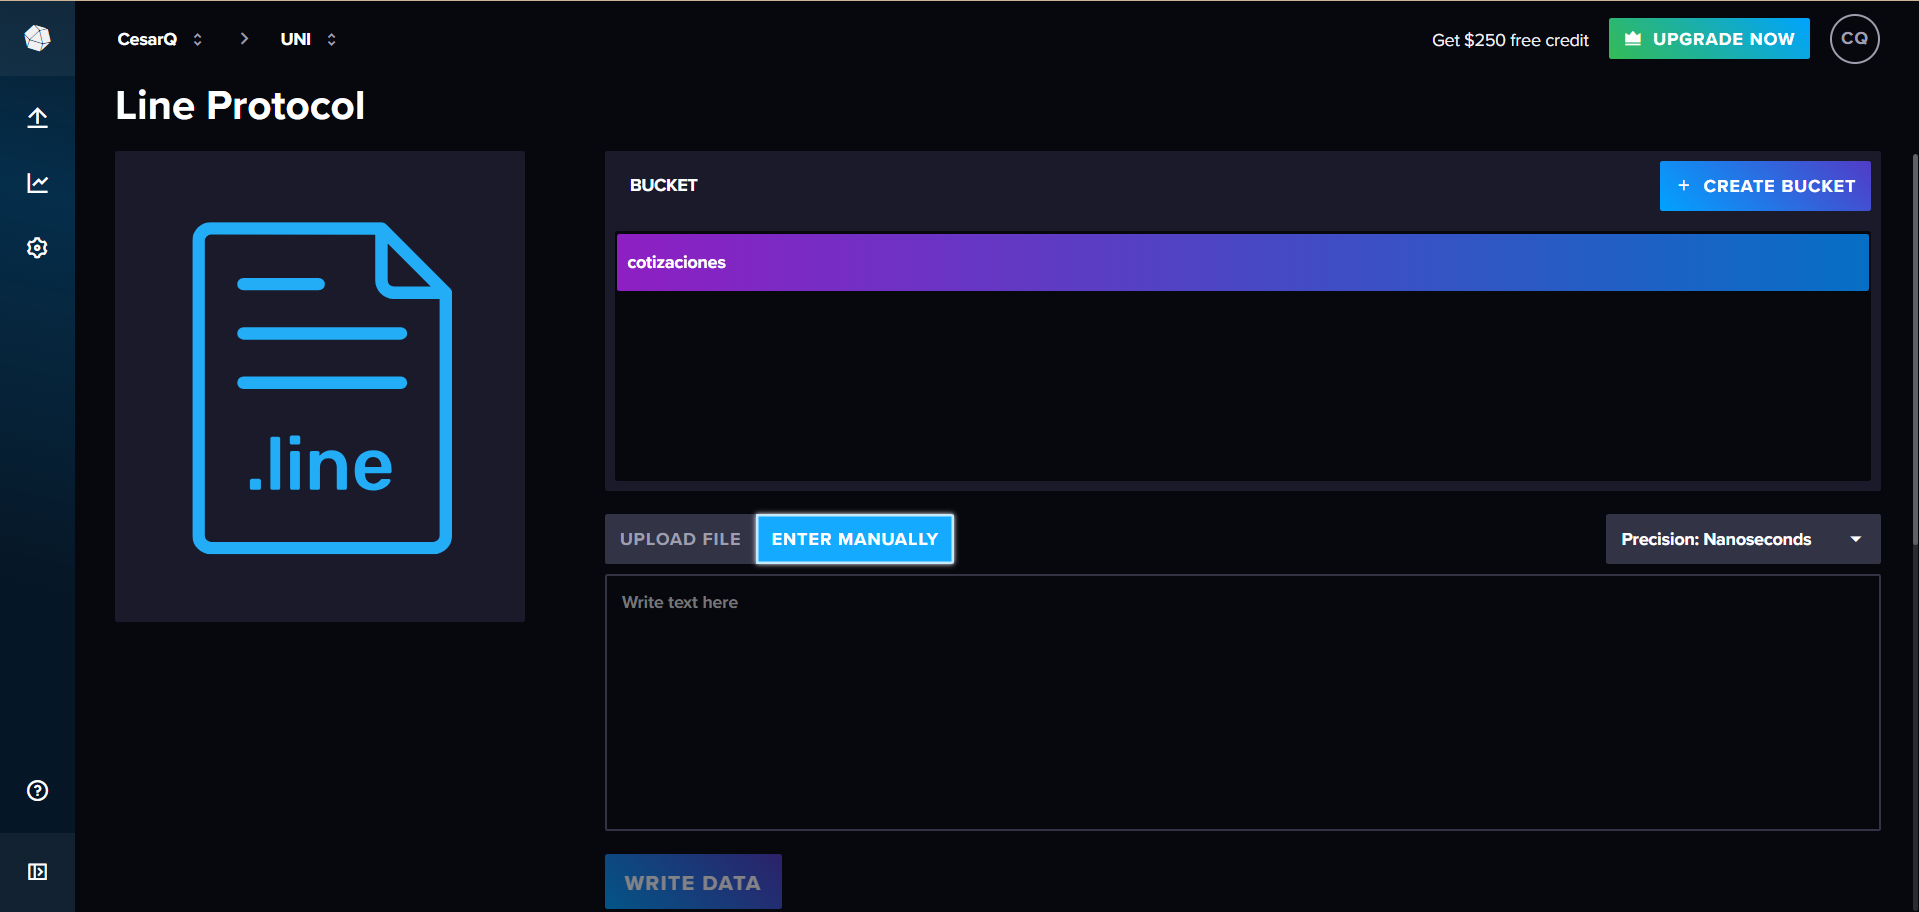 CesarQ
UNI
Get $250 free credit
UPGRADE NOW
CQ
Line Protocol
.line
BUCKET
+ CREATE BUCKET
cotizaciones
UPLOAD FILE
ENTER MANUALLY
Precision: Nanoseconds
Write text here
WRITE DATA